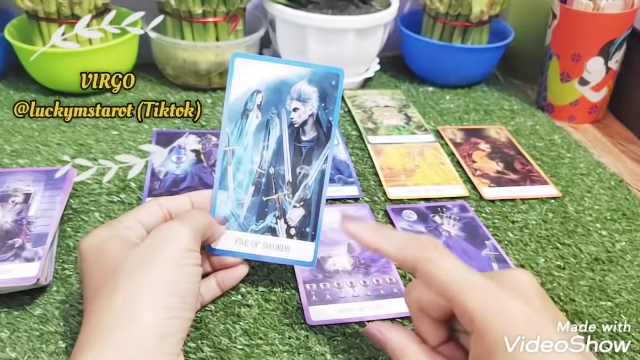 VIRGO
@luckymstarot (Tiktok)
FIVE OF SWORDS
Made with
VideoShow